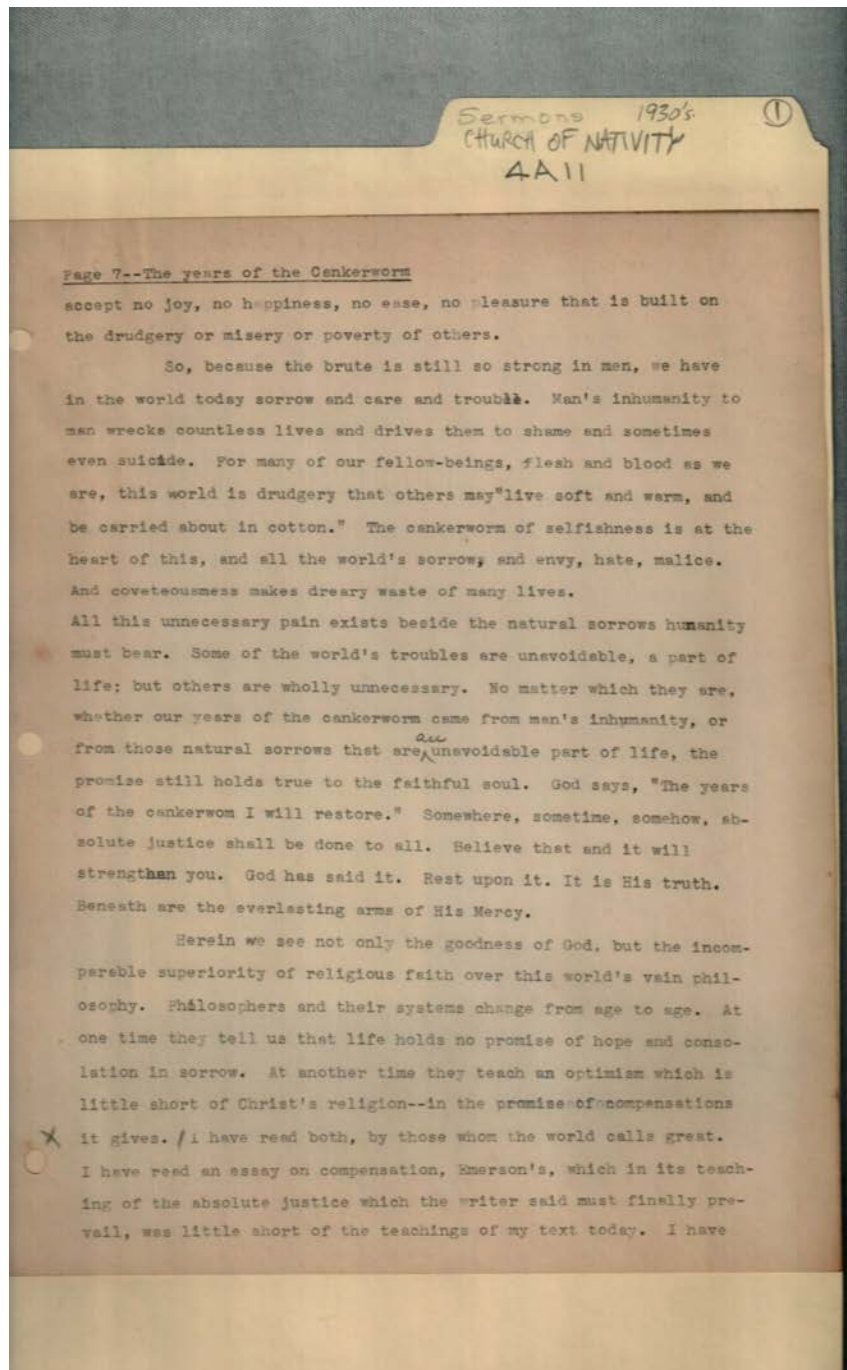 Sermons 1930's. 1
CHURCH OF NATIVITY
4A11
Page 7--The years of the Cankerworm
accept no joy, no happiness, no ease, no pleasure that is built on
the drudgery or misery or poverty of others.
So, because the brute is still so strong in men, we have
in the world today sorrow and care and trouble. Man's inhumanity to
man wrecks countless lives and drives them to shame and sometimes
even suicide. For many of our fellow-beings, flesh and blood as we
are, this world is drudgery that others may"live soft and warm, and
be carried about in cotton." The cankerworm of selfishness is at the
heart of this, and all the world's sorrow, and envy, hate, malice.
And coveteousmess makes dreary waste of many lives.
All this unnecessary pain exists beside the natural sorrows humanity
must bear. Some of the world's troubles are unavoidable, a part of
life; but others are wholly unnecessary. No matter which they are,
whether our years of the cankerworm came from man's inhumanity, or
from those natural sorrows that are an unavoidable part of life, the
promise still holds true to the faithful soul. God says, "The years
of the cankerwom I will restore." Somewhere, sometime, somehow, ab-
solute justice shall be done to all. Believe that and it will
strengthan you. God has said it. Rest upon it. It is His truth.
Beneath are the everlasting arms of His Mercy.
Herein we see not only the goodness of God, but the incom-
parable superiority of religious faith over this world's vain phil-
osophy. Philosophers and their systems change from age to age. At
one time they tell us that life holds no promise of hope and conso-
lation in sorrow. At another time they teach an optimism which is
little short of Christ's religion--in the promise of compensations
x it gives. / I have read both, by those whom the world calls great.
I have read an essay on compensation, Emerson's, which in its teach-
ing of the absolute justice which the writer said must finally pre-
vail, was little short of the teachings of my text today. I have